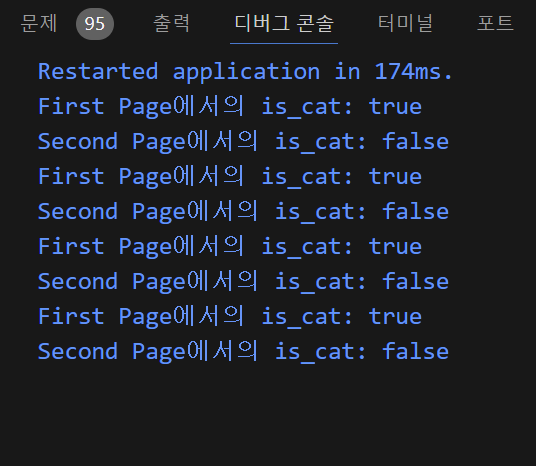 문제 95 출력 디버그 콘솔 터미널 포트
Restarted application in 174ms.
First Page에서의 is_cat: true
Second Page에서의 is_cat: false
First Page에서의 is_cat: true
Second Page에서의 is_cat: false
First Page에서의 is_cat: true
Second Page에서의 is_cat: false
First Page에서의 is_cat: true
Second Page에서의 is_cat: false